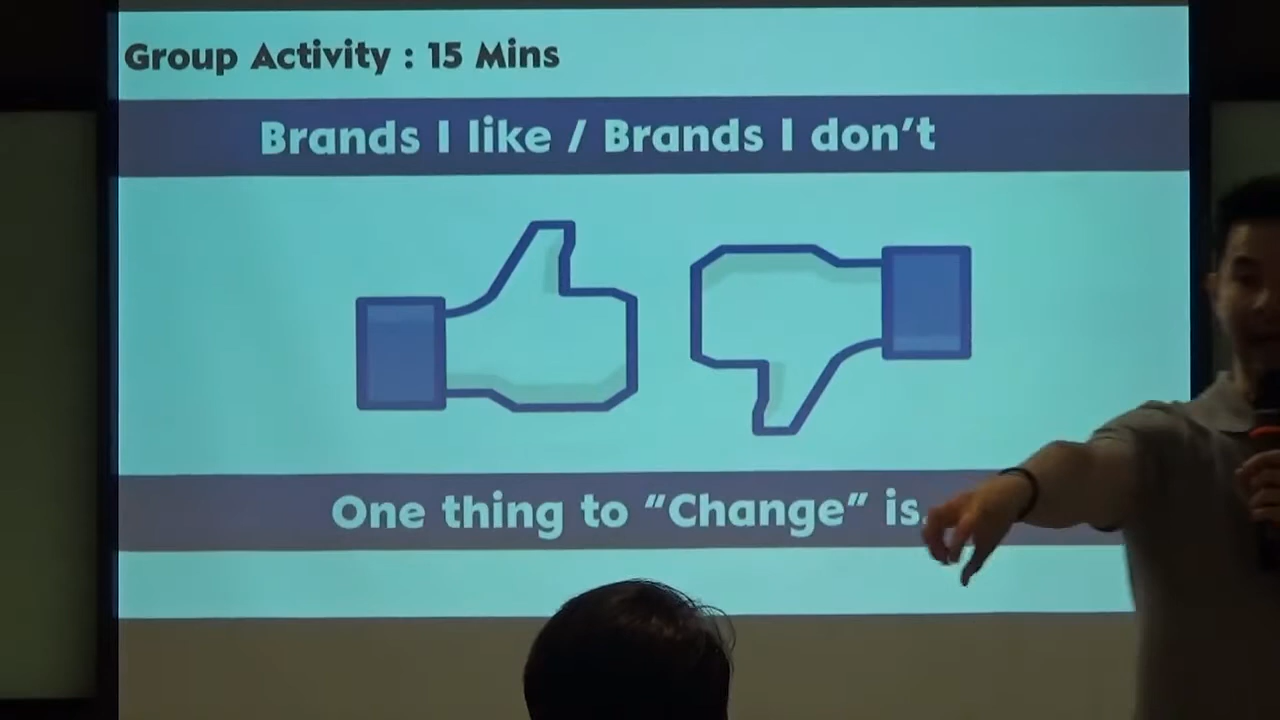 Group Activity : 15 Mins
Brands I like / Brands I don’t
One thing to “Change” is.